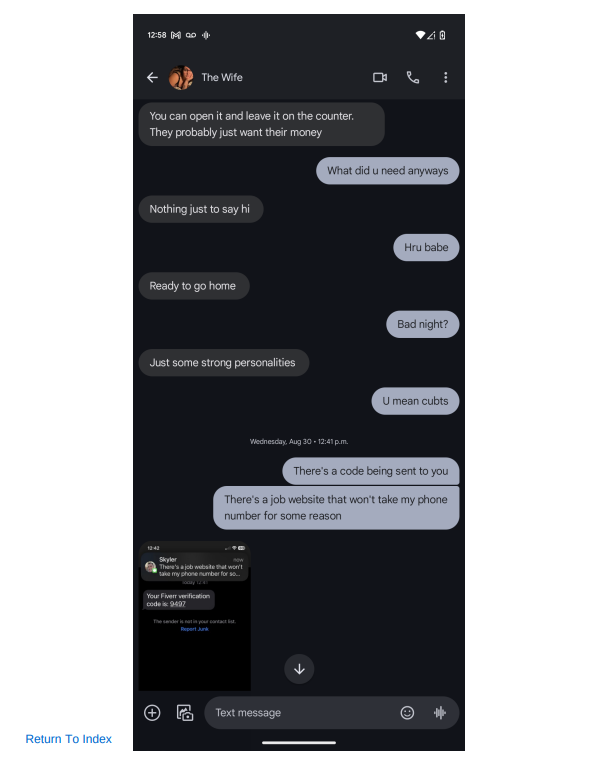 12:58
The Wife
You can open it and leave it on the counter.
They probably just want their money
What did u need anyways
Nothing just to say hi
Hru babe
Ready to go home
Bad night?
Just some strong personalities
U mean cubts
Wednesday, Aug 30 • 12:41 p.m.
There's a code being sent to you
There's a job website that won't take my phone
number for some reason
12:42
Skyler
now
There's a job website that won't
take my phone number for so...
Today 12:41
Your Fiverr verification
code is: 9497
The sender is not in your contact list.
Report Junk
Text message
Return To Index